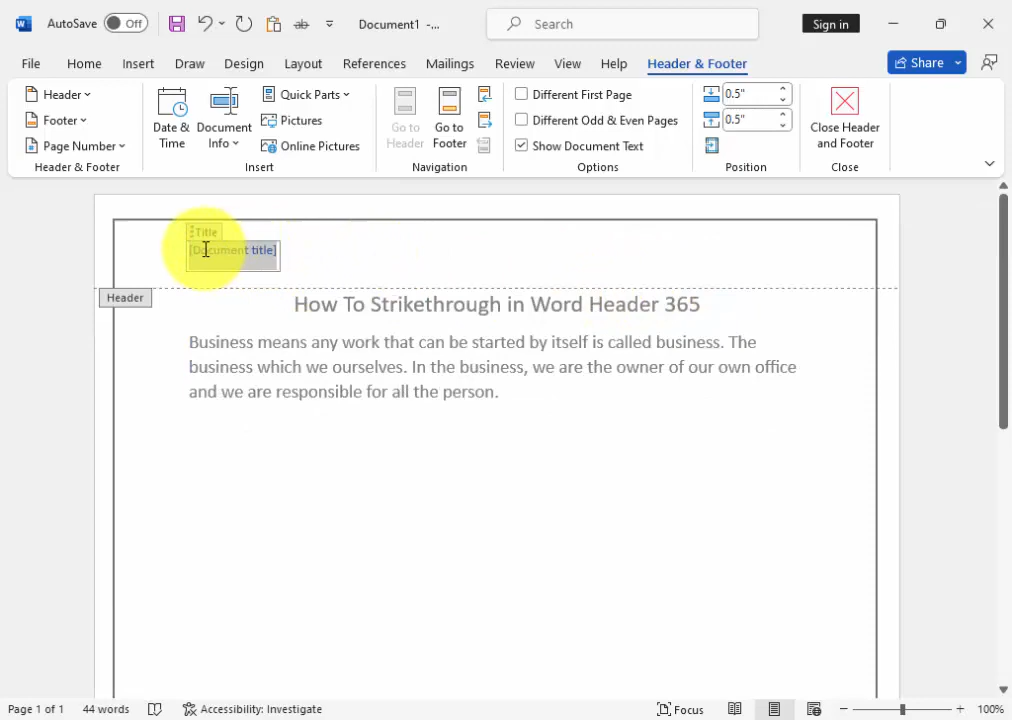 AutoSave Off ab Document1 -... Search Sign in
File Home Insert Draw Design Layout References Mailings Review View Help Header & Footer Share
Header Date & Time Document Info Quick Parts Go to Header Go to Footer Different First Page 0.5" Close Header and Footer
Footer Pictures Different Odd & Even Pages 0.5"
Page Number Online Pictures Show Document Text
Header & Footer Insert Navigation Options Position Close
Title
[Document title]
Header
How To Strikethrough in Word Header 365
Business means any work that can be started by itself is called business. The
business which we ourselves. In the business, we are the owner of our own office
and we are responsible for all the person.
Page 1 of 1 44 words Accessibility: Investigate Focus 100%